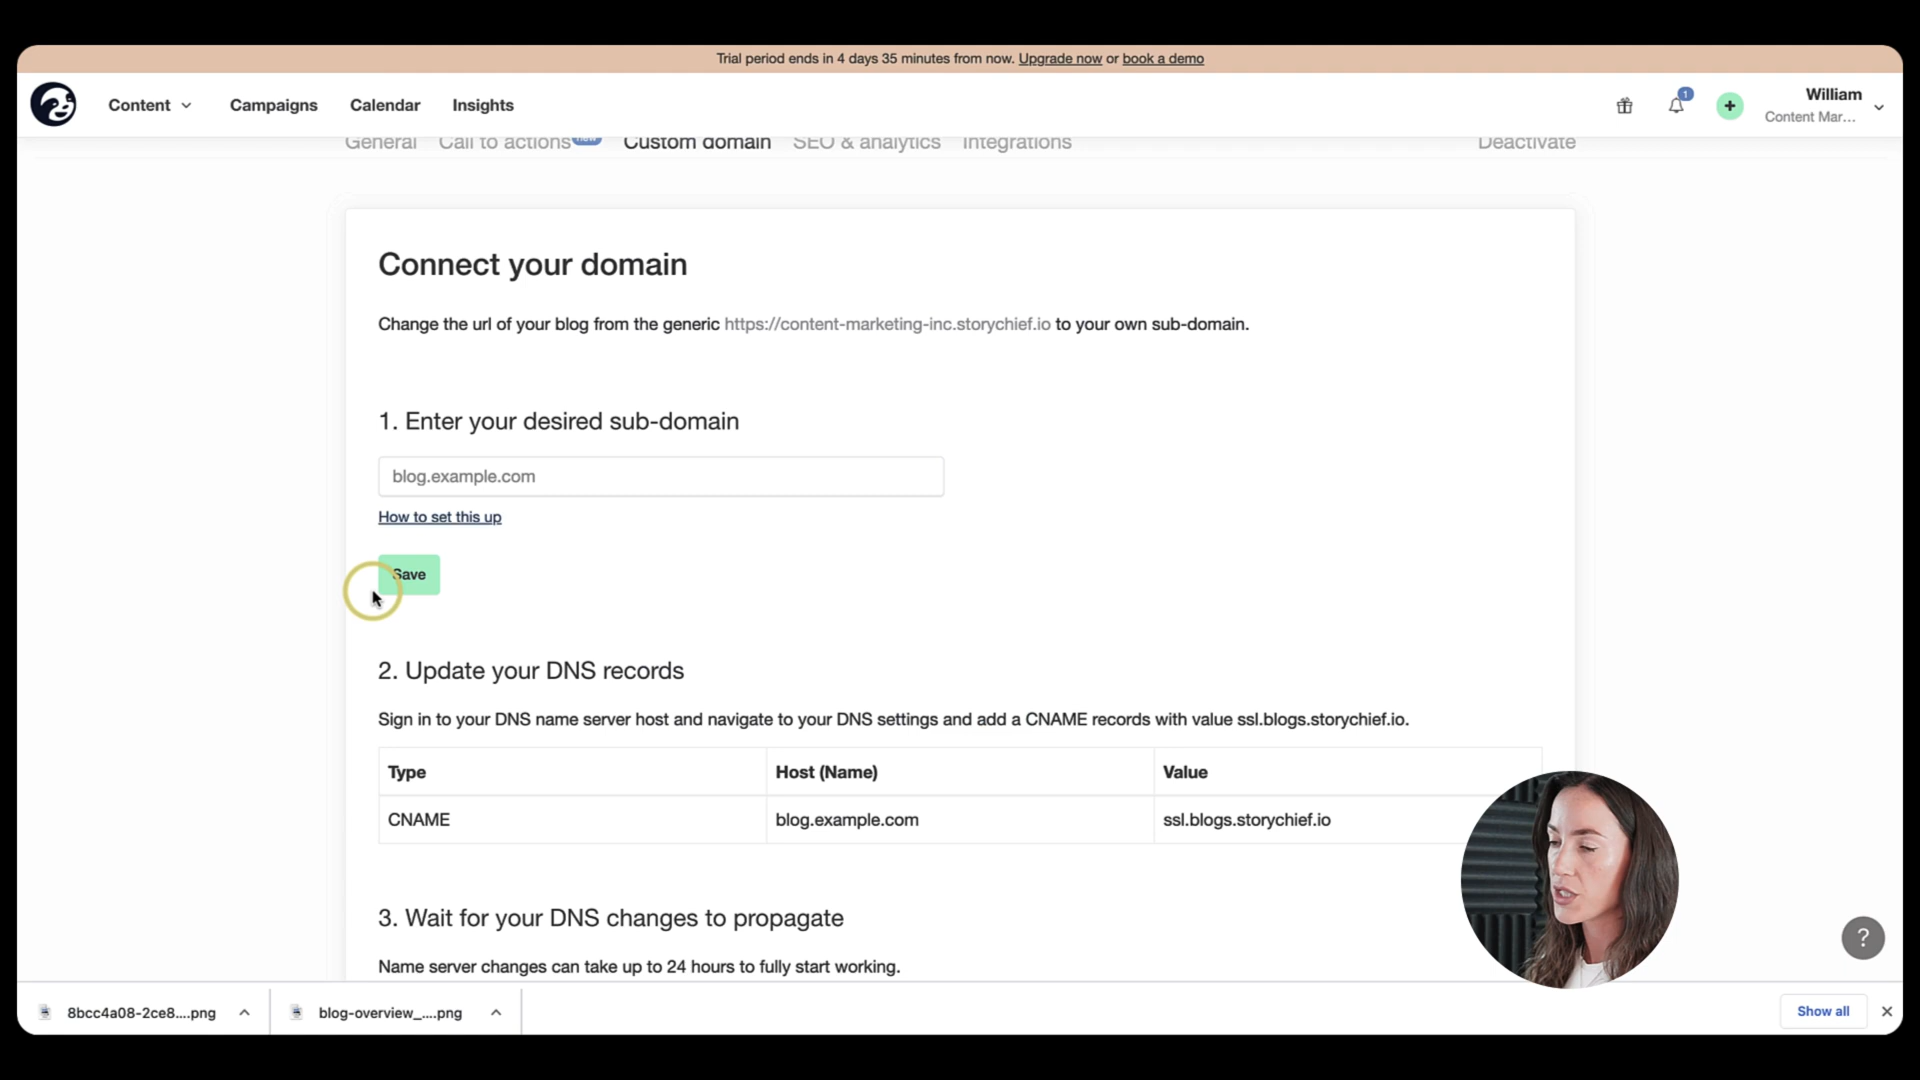 Trial period ends in 4 days 35 minutes from now. Upgrade now or book a demo
Content
Campaigns
Calendar
Insights
1
+
William
Content Mar...
General
Call to actions
new
Custom domain
SEO & analytics
Integrations
Deactivate
Connect your domain
Change the url of your blog from the generic https://content-marketing-inc.storychief.io to your own sub-domain.
1. Enter your desired sub-domain
blog.example.com
How to set this up
Save
2. Update your DNS records
Sign in to your DNS name server host and navigate to your DNS settings and add a CNAME records with value ssl.blogs.storychief.io.
Type Host (Name) Value
CNAME blog.example.com ssl.blogs.storychief.io
3. Wait for your DNS changes to propagate
Name server changes can take up to 24 hours to fully start working.
?
8bcc4a08-2ce8....png
blog-overview_....png
Show all